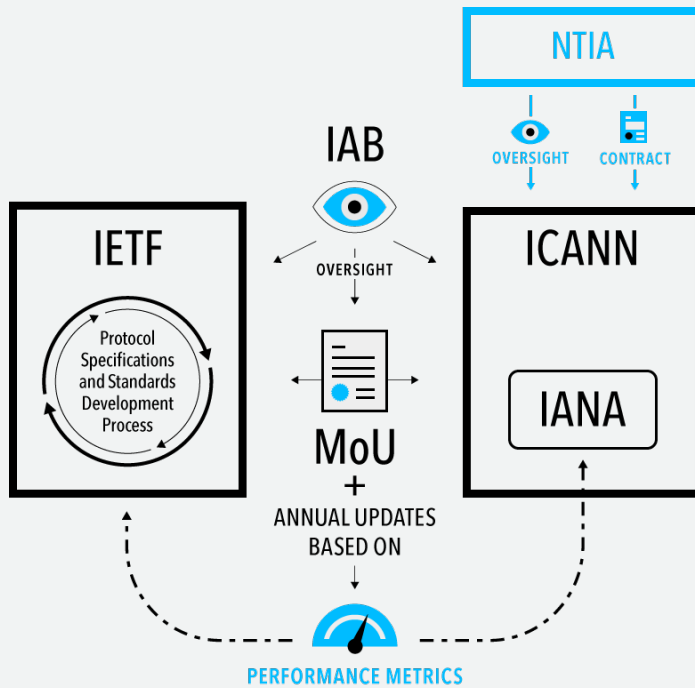 NTIA
OVERSIGHT
CONTRACT
IAB
OVERSIGHT
IETF
Protocol
Specifications
and Standards
Development
Process
ICANN
IANA
MoU
+
ANNUAL UPDATES
BASED ON
PERFORMANCE METRICS